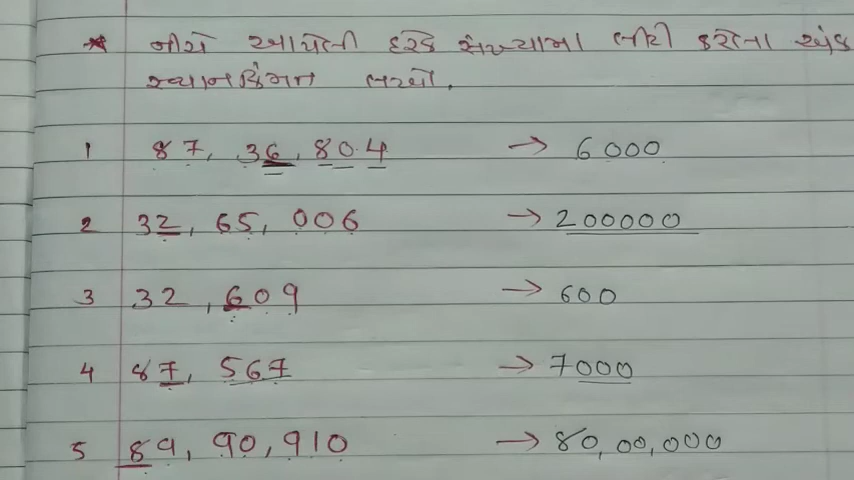 * નીચે આપેલી દરેક સંખ્યામા લીટી કરેલા અંક
સ્થાનકિંમત લખો.
1 87, 36, 804 → 6000
2 32, 65, 006 → 200000
3 32, 609 → 600
4 87, 567 → 7000
5 89, 90, 910 → 80,00,000